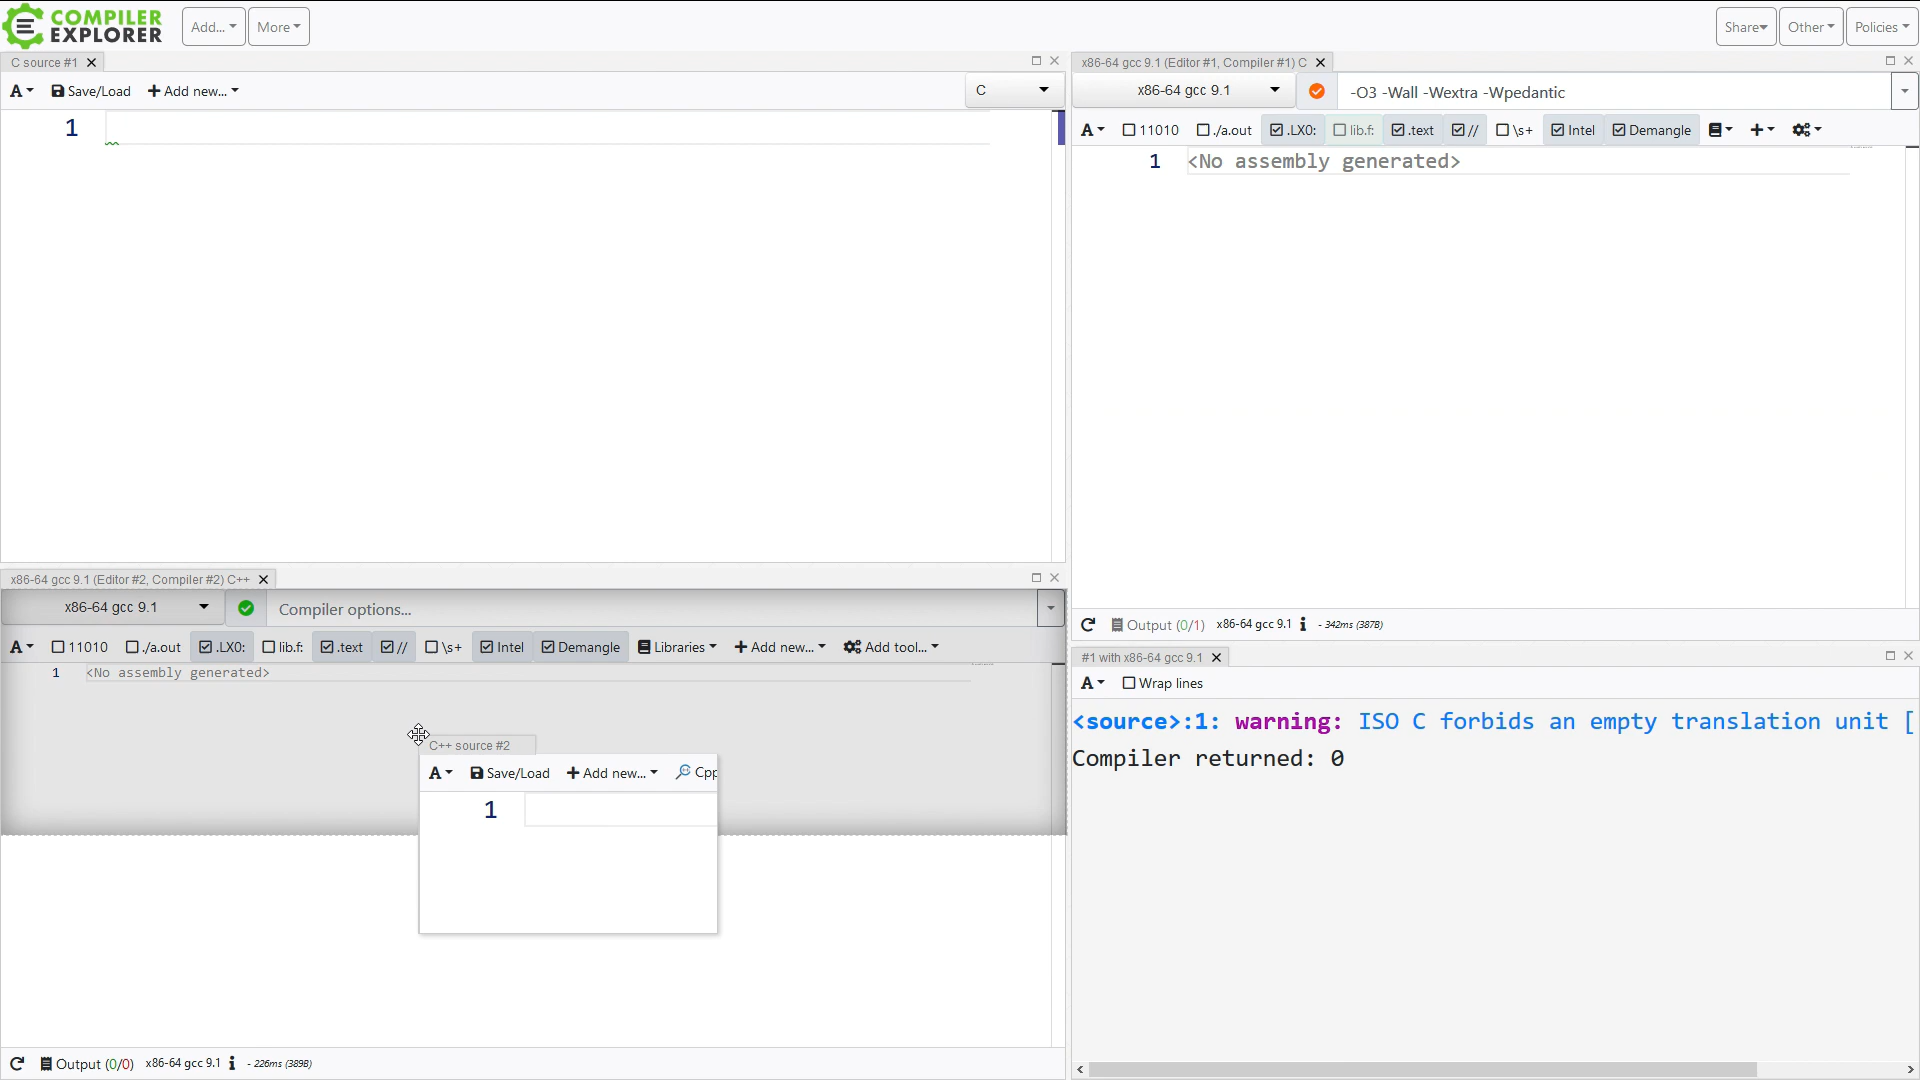 COMPILER
EXPLORER
Add...
More
Share
Other
Policies
C source #1
A
Save/Load
Add new...
C
1
x86-64 gcc 9.1 (Editor #1, Compiler #1) C
x86-64 gcc 9.1
-O3 -Wall -Wextra -Wpedantic
A
11010
./a.out
.LX0:
lib.f:
.text
//
\s+
Intel
Demangle
1
<No assembly generated>
Output (0/1)
x86-64 gcc 9.1
- 342ms (387B)
x86-64 gcc 9.1 (Editor #2, Compiler #2) C++
x86-64 gcc 9.1
Compiler options...
A
11010
./a.out
.LX0:
lib.f:
.text
//
\s+
Intel
Demangle
Libraries
Add new...
Add tool...
1
<No assembly generated>
C++ source #2
A
Save/Load
Add new...
Cpp
1
Output (0/0)
x86-64 gcc 9.1
- 226ms (389B)
#1 with x86-64 gcc 9.1
A
Wrap lines
<source>:1: warning: ISO C forbids an empty translation unit [
Compiler returned: 0